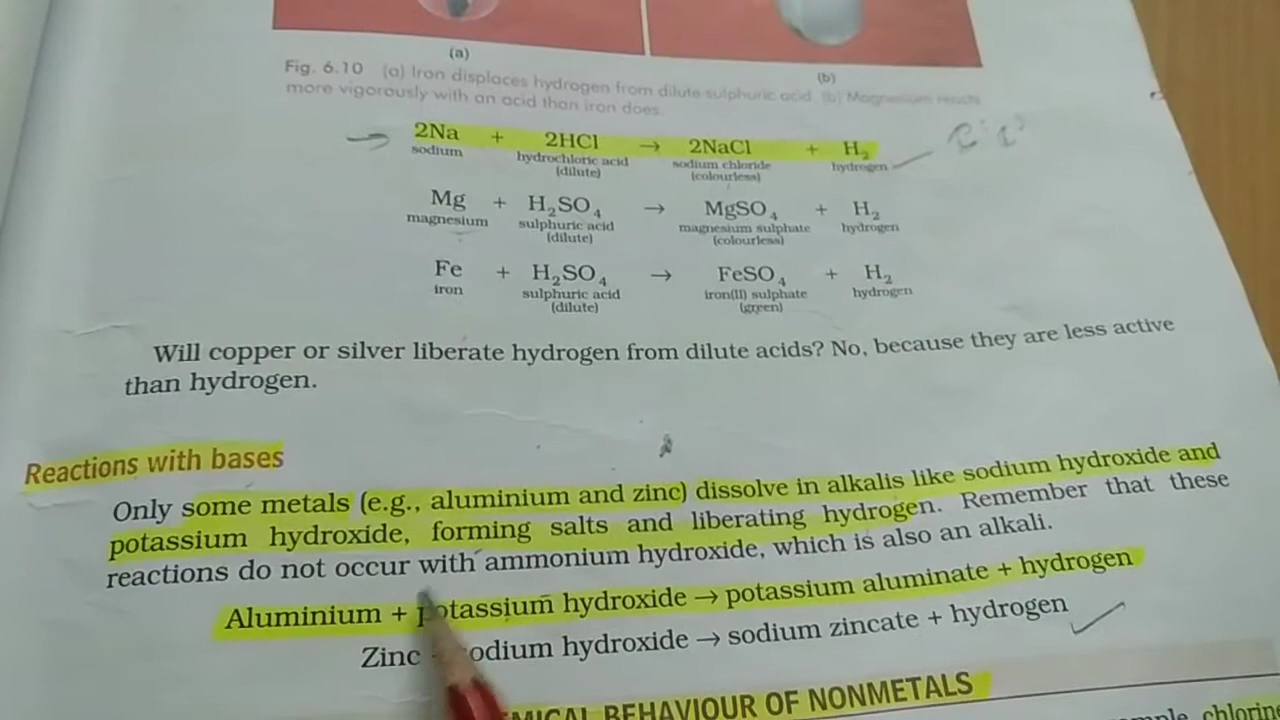 (a)
(b)
Fig. 6.10 (a) Iron displaces hydrogen from dilute sulphuric acid. (b) Magnesium reacts
more vigorously with an acid than iron does.
2Na + 2HCl → 2NaCl + H₂
sodium hydrochloric acid sodium chloride hydrogen
(dilute) (colourless)
Mg + H₂SO₄ → MgSO₄ + H₂
magnesium sulphuric acid magnesium sulphate hydrogen
(dilute) (colourless)
Fe + H₂SO₄ → FeSO₄ + H₂
iron sulphuric acid iron(II) sulphate hydrogen
(dilute) (green)
Will copper or silver liberate hydrogen from dilute acids? No, because they are less active
than hydrogen.
Reactions with bases
Only some metals (e.g., aluminium and zinc) dissolve in alkalis like sodium hydroxide and
potassium hydroxide, forming salts and liberating hydrogen. Remember that these
reactions do not occur with ammonium hydroxide, which is also an alkali.
Aluminium + potassium hydroxide → potassium aluminate + hydrogen
Zinc hydroxide → sodium zincate + hydrogen
BEHAVIOUR OF NONMETALS